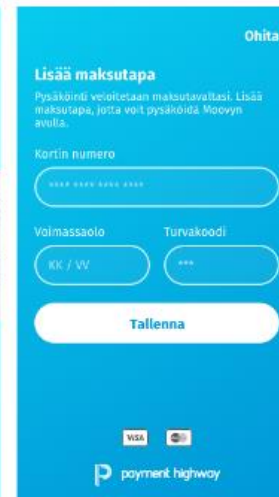 Ohita
Lisää maksutapa
Pysäköinti veloitetaan maksutavaltasi. Lisää
maksutapa, jotta voit pysäköidä Moovyn
avulla.
Kortin numero
**** **** **** ****
Voimassaolo Turvakoodi
KK / VV ***
Tallenna
VISA
payment highway